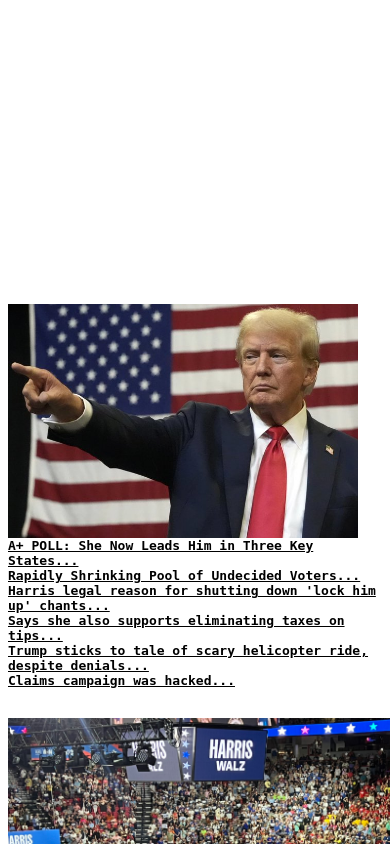 A+ POLL: She Now Leads Him in Three Key
States...
Rapidly Shrinking Pool of Undecided Voters...
Harris legal reason for shutting down 'lock him
up' chants...
Says she also supports eliminating taxes on
tips...
Trump sticks to tale of scary helicopter ride,
despite denials...
Claims campaign was hacked...
HARRIS
HARRIS
WALZ
WALZ
ARRIS